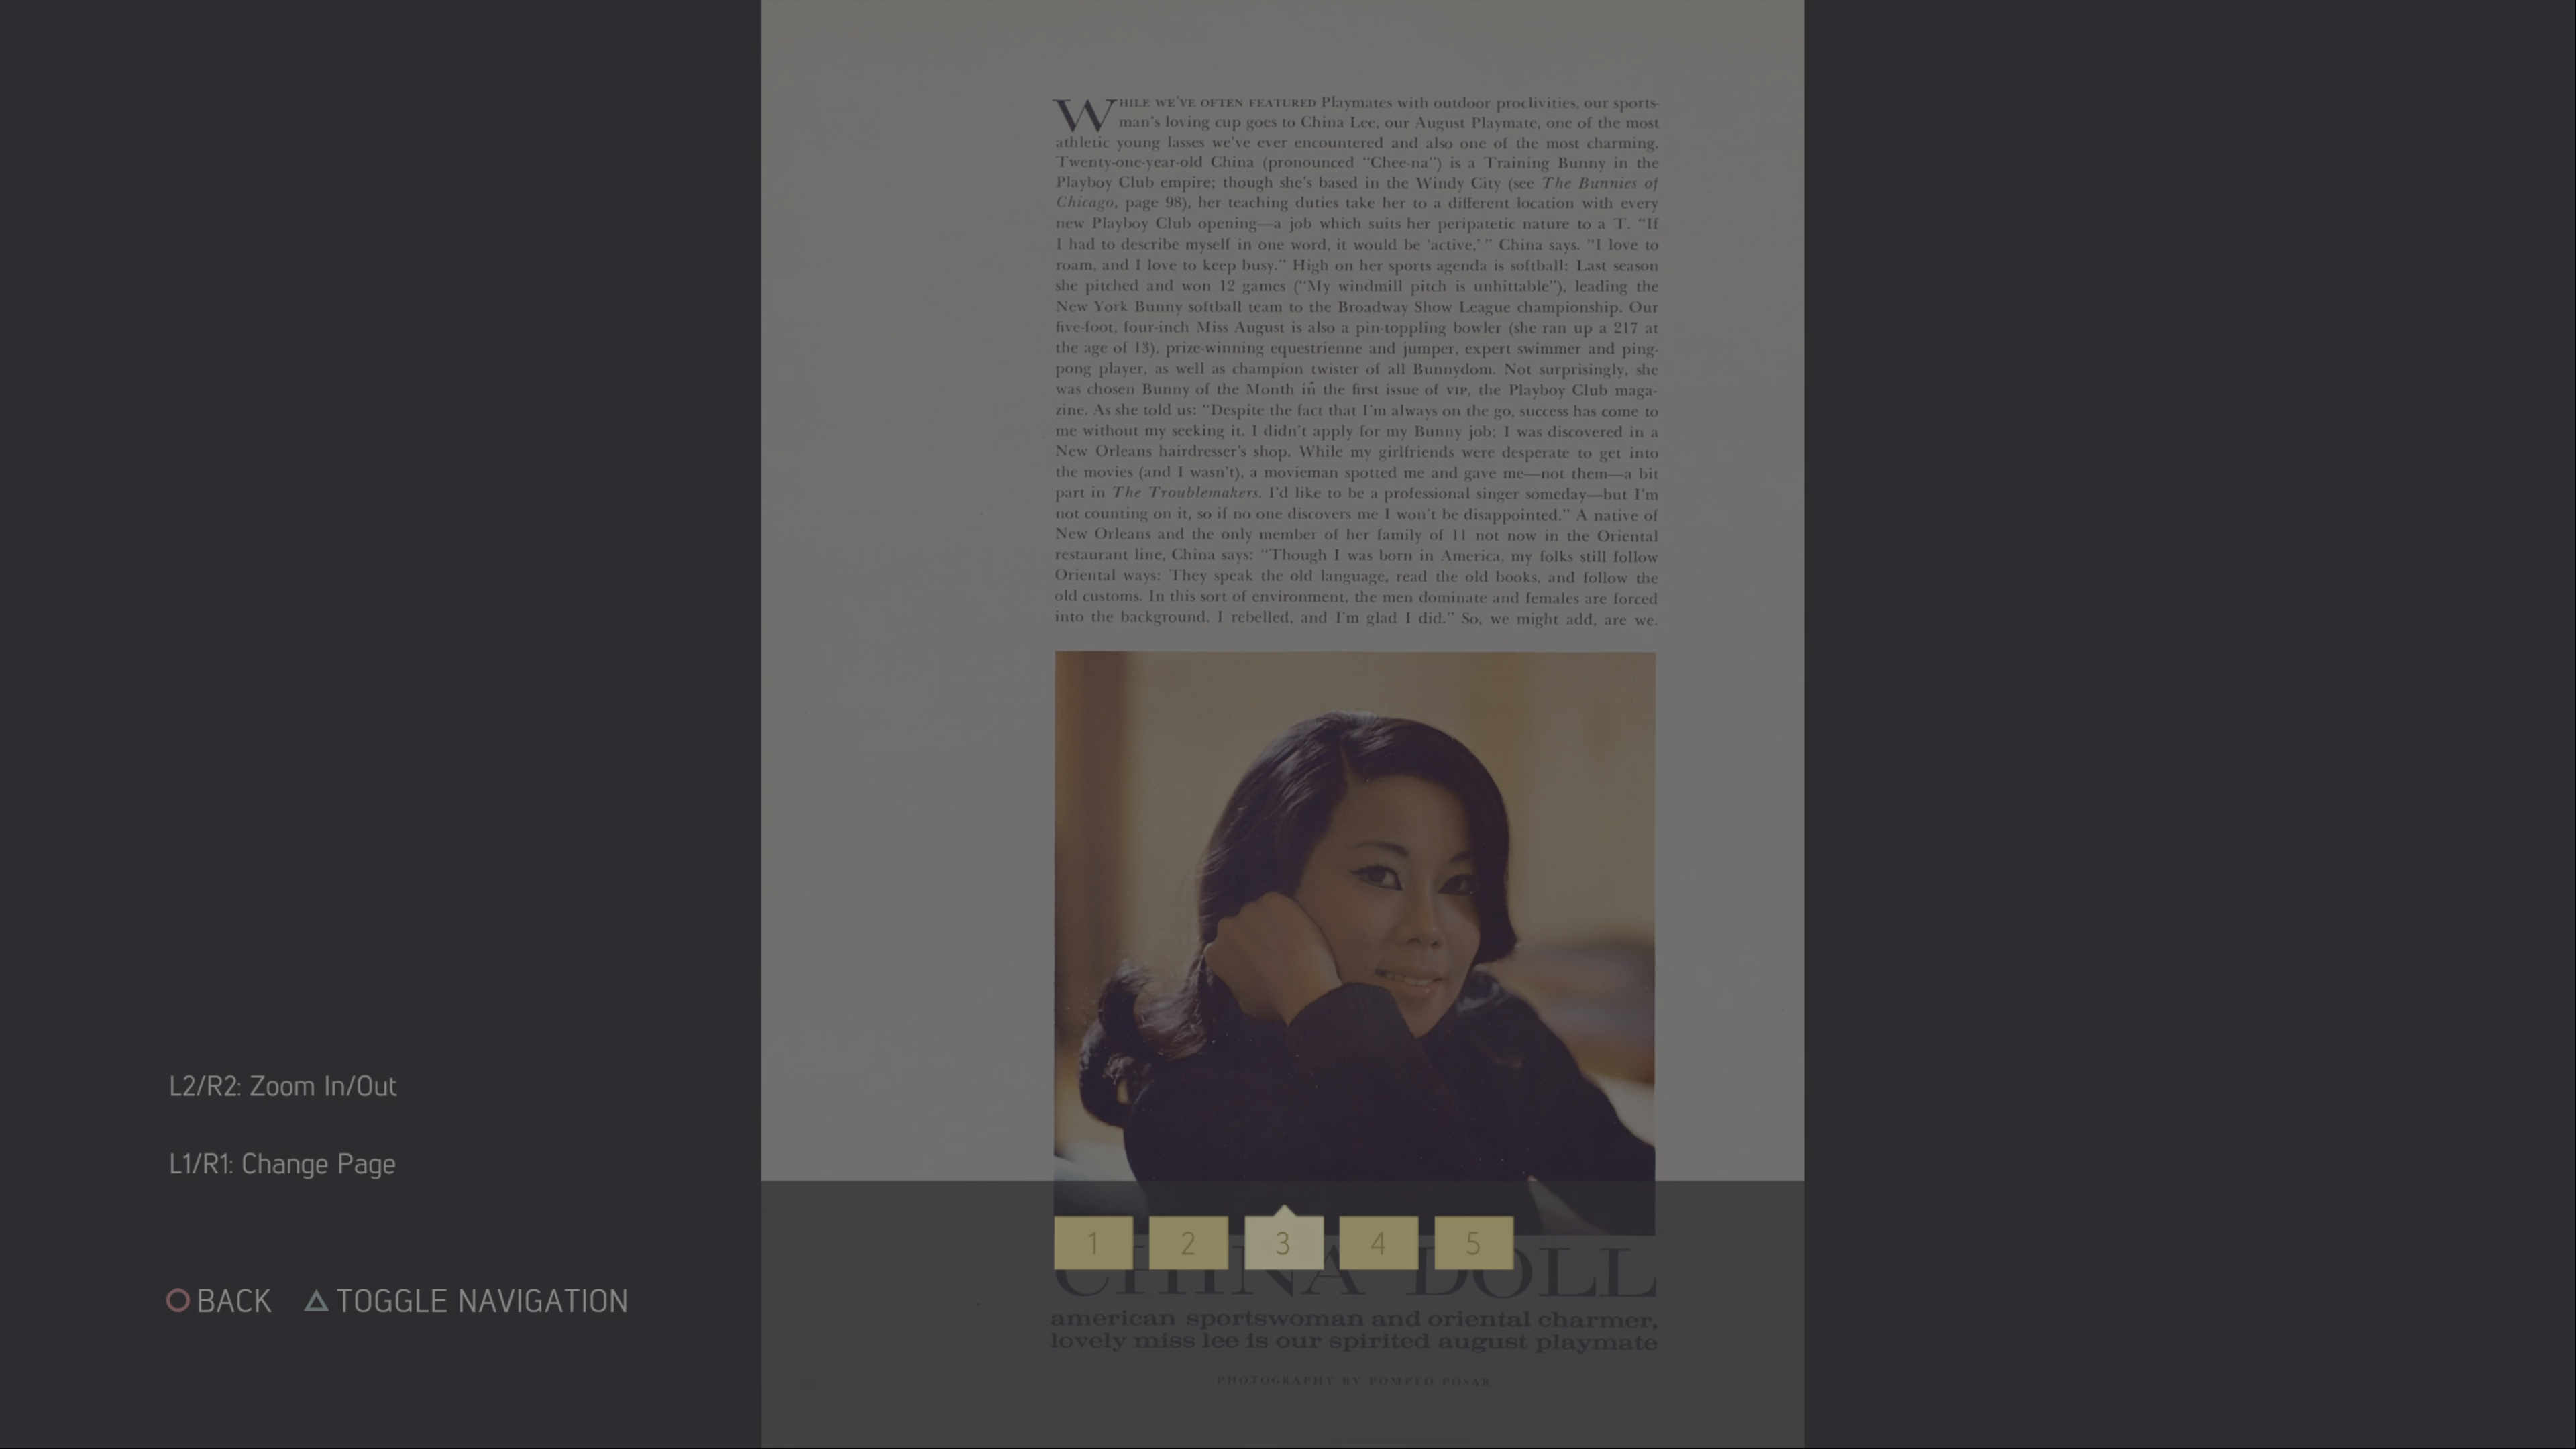 WHILE WE'VE OFTEN FEATURED Playmates with outdoor proclivities, our sports-
man's loving cup goes to China Lee, our August Playmate, one of the most
athletic young lasses we've ever encountered and also one of the most charming.
Twenty-one-year-old China (pronounced "Chee-na") is a Training Bunny in the
Playboy Club empire; though she's based in the Windy City (see The Bunnies of
Chicago, page 98), her teaching duties take her to a different location with every
new Playboy Club opening—a job which suits her peripatetic nature to a T. "If
I had to describe myself in one word, it would be 'active,' " China says. "I love to
roam, and I love to keep busy." High on her sports agenda is softball: Last season
she pitched and won 12 games ("My windmill pitch is unhittable"), leading the
New York Bunny softball team to the Broadway Show League championship. Our
five-foot, four-inch Miss August is also a pin-toppling bowler (she ran up a 217 at
the age of 13), prize-winning equestrienne and jumper, expert swimmer and ping-
pong player, as well as champion twister of all Bunnydom. Not surprisingly, she
was chosen Bunny of the Month in the first issue of VIP, the Playboy Club maga-
zine. As she told us: "Despite the fact that I'm always on the go, success has come to
me without my seeking it. I didn't apply for my Bunny job; I was discovered in a
New Orleans hairdresser's shop. While my girlfriends were desperate to get into
the movies (and I wasn't), a movieman spotted me and gave me—not them—a bit
part in The Troublemakers. I'd like to be a professional singer someday—but I'm
not counting on it, so if no one discovers me I won't be disappointed." A native of
New Orleans and the only member of her family of 11 not now in the Oriental
restaurant line, China says: "Though I was born in America, my folks still follow
Oriental ways: They speak the old language, read the old books, and follow the
old customs. In this sort of environment, the men dominate and females are forced
into the background. I rebelled, and I'm glad I did." So, we might add, are we.
L2/R2: Zoom In/Out
L1/R1: Change Page
1 2 3 4 5
CHINA DOLL
BACK TOGGLE NAVIGATION
american sportswoman and oriental charmer,
lovely miss lee is our spirited august playmate
PHOTOGRAPHY BY POMPEO POSAR